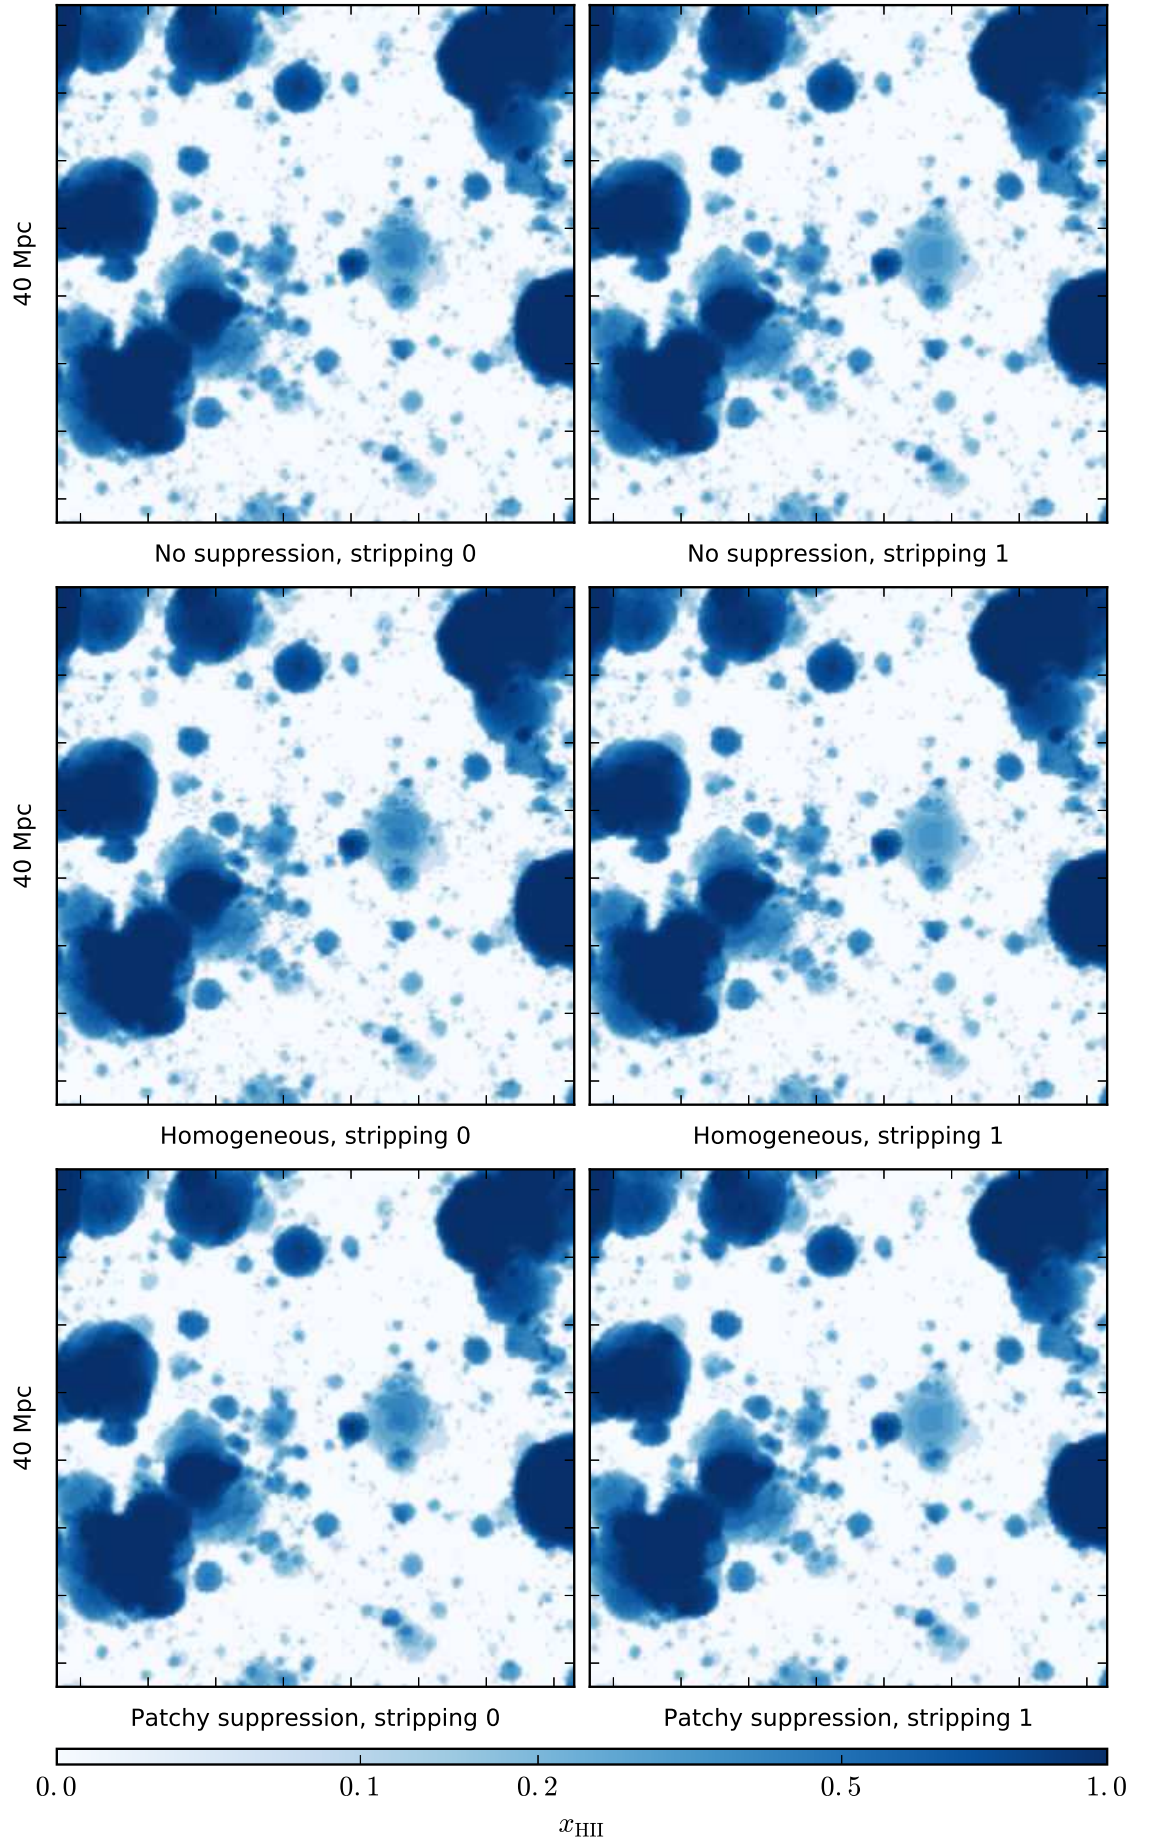 40 Mpc
No suppression, stripping 0
No suppression, stripping 1
40 Mpc
Homogeneous, stripping 0
Homogeneous, stripping 1
40 Mpc
Patchy suppression, stripping 0
Patchy suppression, stripping 1
0.0 0.1 0.2 0.5 1.0
x_HII